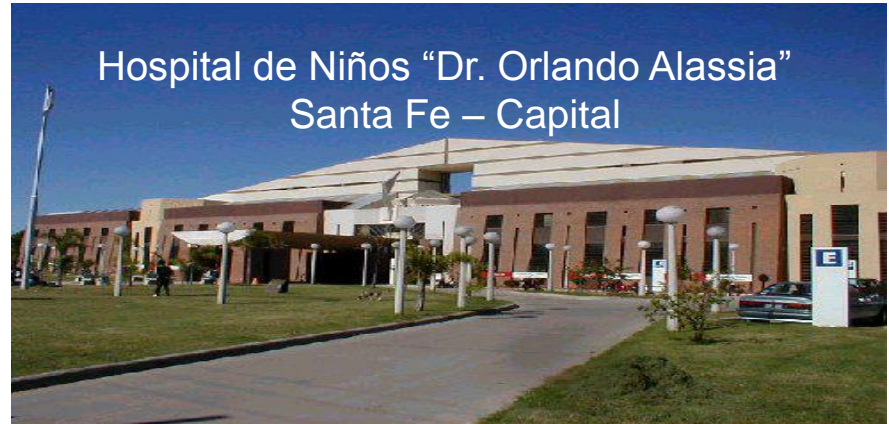 Hospital de Niños “Dr. Orlando Alassia”
Santa Fe – Capital
E